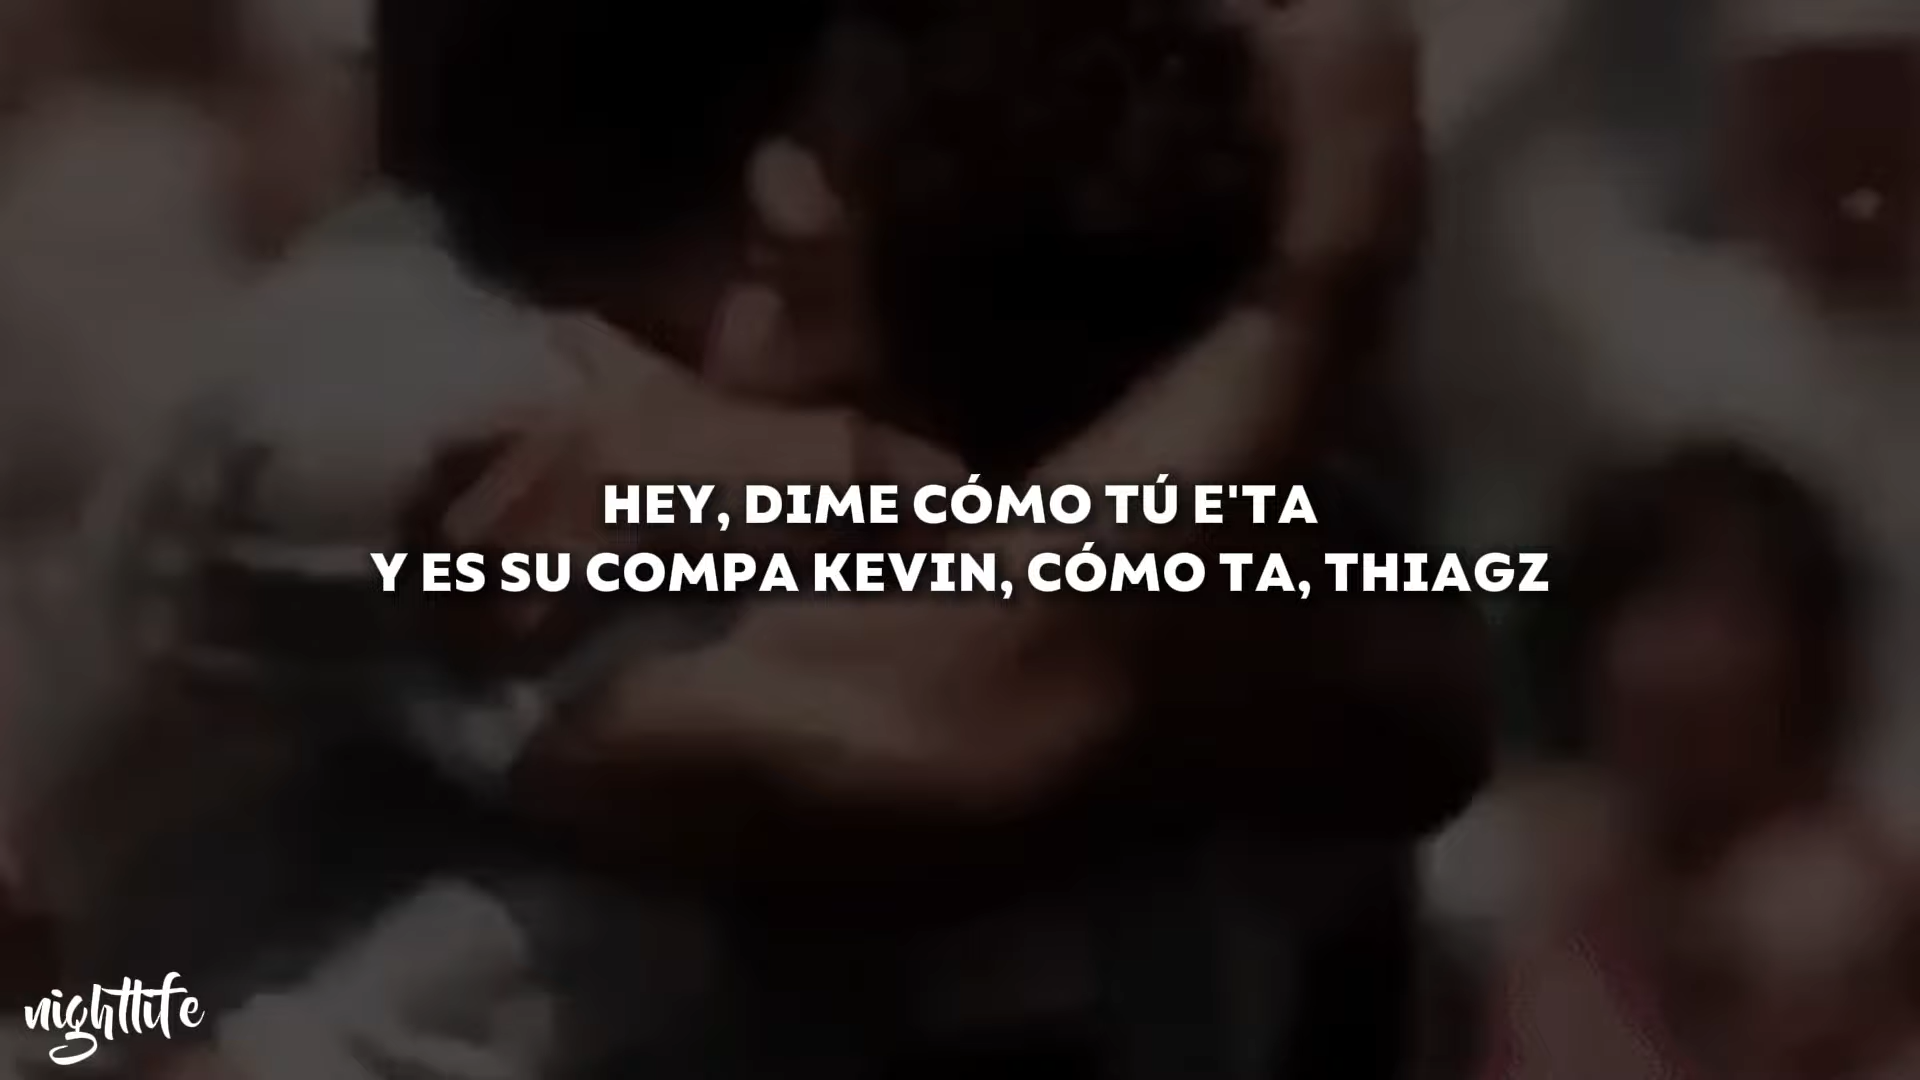 HEY, DIME CÓMO TÚ E'TA
Y ES SU COMPA KEVIN, CÓMO TA, THIAGZ
nightlife